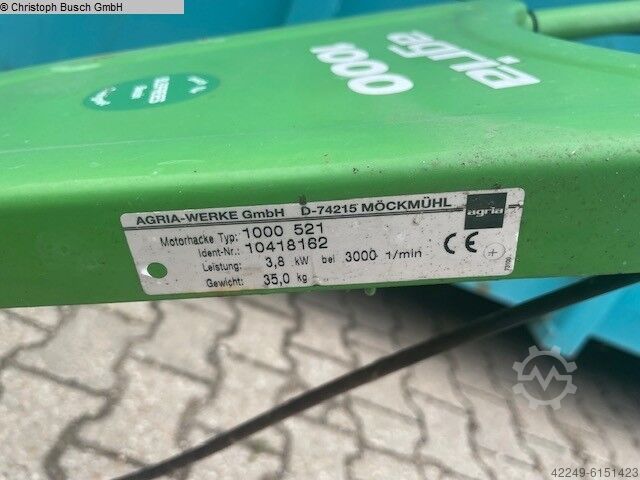 © Christoph Busch GmbH
agria
1000
AGRIA-WERKE GmbH D-74215 MÖCKMÜHL
agria
Motorhacke Typ: 1000 521
Ident-Nr.: 10418162
Leistung: 3,8 kW bei 3000 1/min
Gewicht: 35,0 kg
CE
42249-6151423